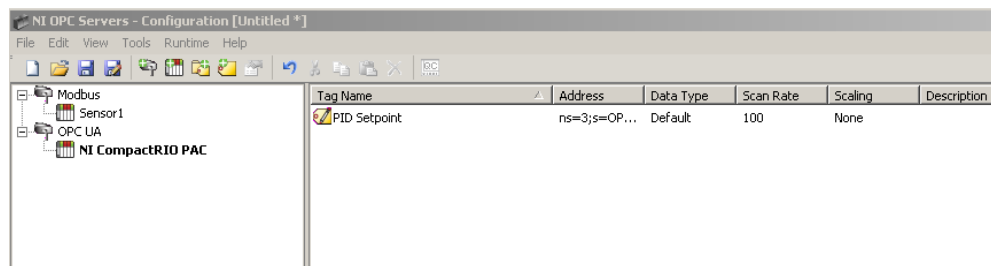 NI OPC Servers - Configuration [Untitled *]
File Edit View Tools Runtime Help
Modbus
Sensor1
OPC UA
NI CompactRIO PAC
Tag Name Address Data Type Scan Rate Scaling Description
PID Setpoint ns=3;s=OP... Default 100 None